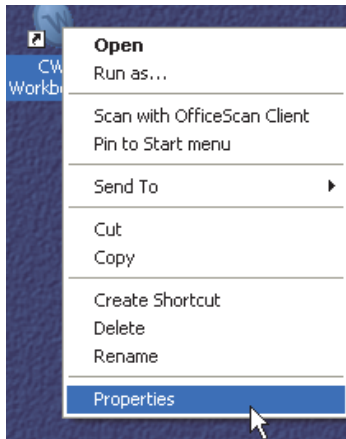 CW
Workb
Open
Run as...
Scan with OfficeScan Client
Pin to Start menu
Send To
Cut
Copy
Create Shortcut
Delete
Rename
Properties